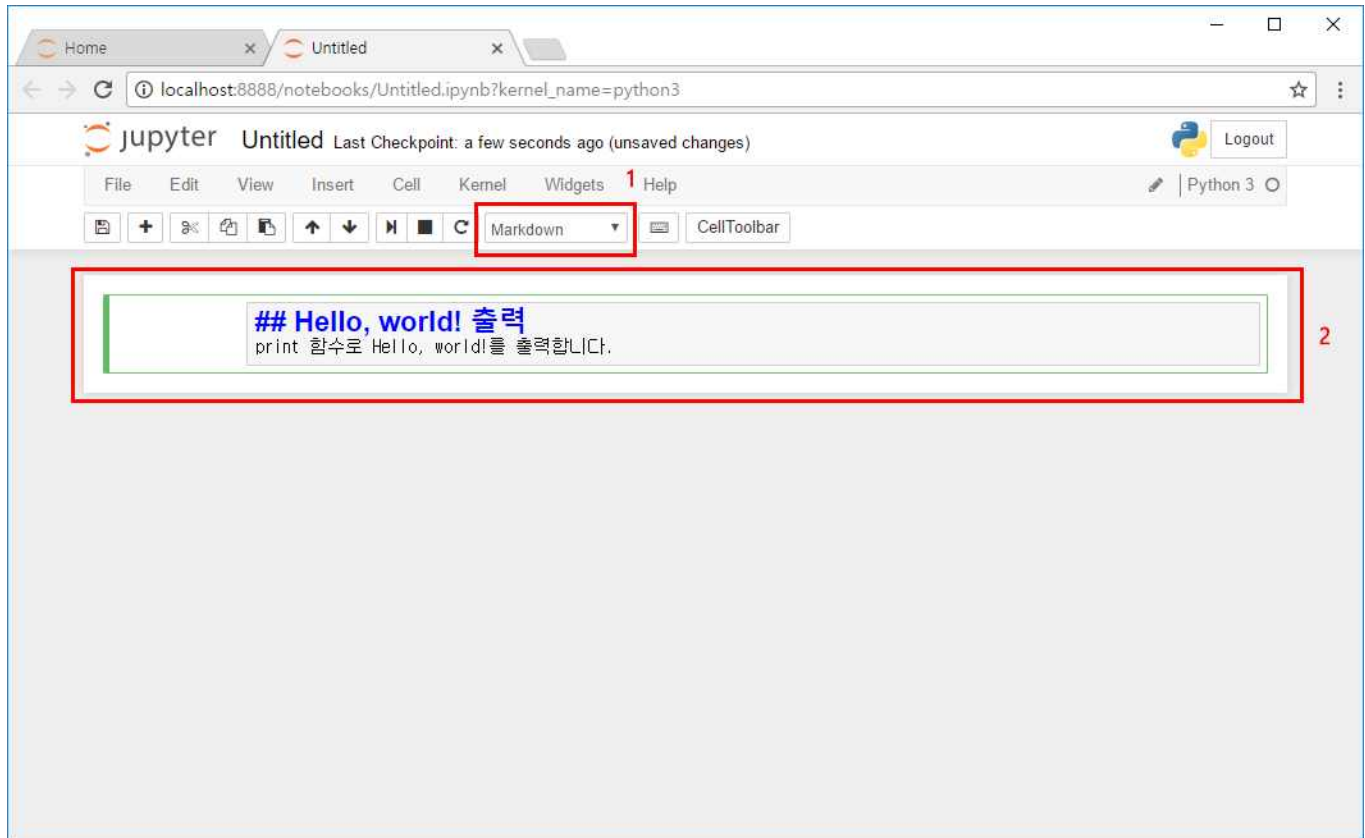 Home
Untitled
localhost:8888/notebooks/Untitled.ipynb?kernel_name=python3
jupyter Untitled Last Checkpoint: a few seconds ago (unsaved changes)
Logout
File Edit View Insert Cell Kernel Widgets 1 Help
Python 3
Markdown
CellToolbar
## Hello, world! 출력
print 함수로 Hello, world!를 출력합니다.
2